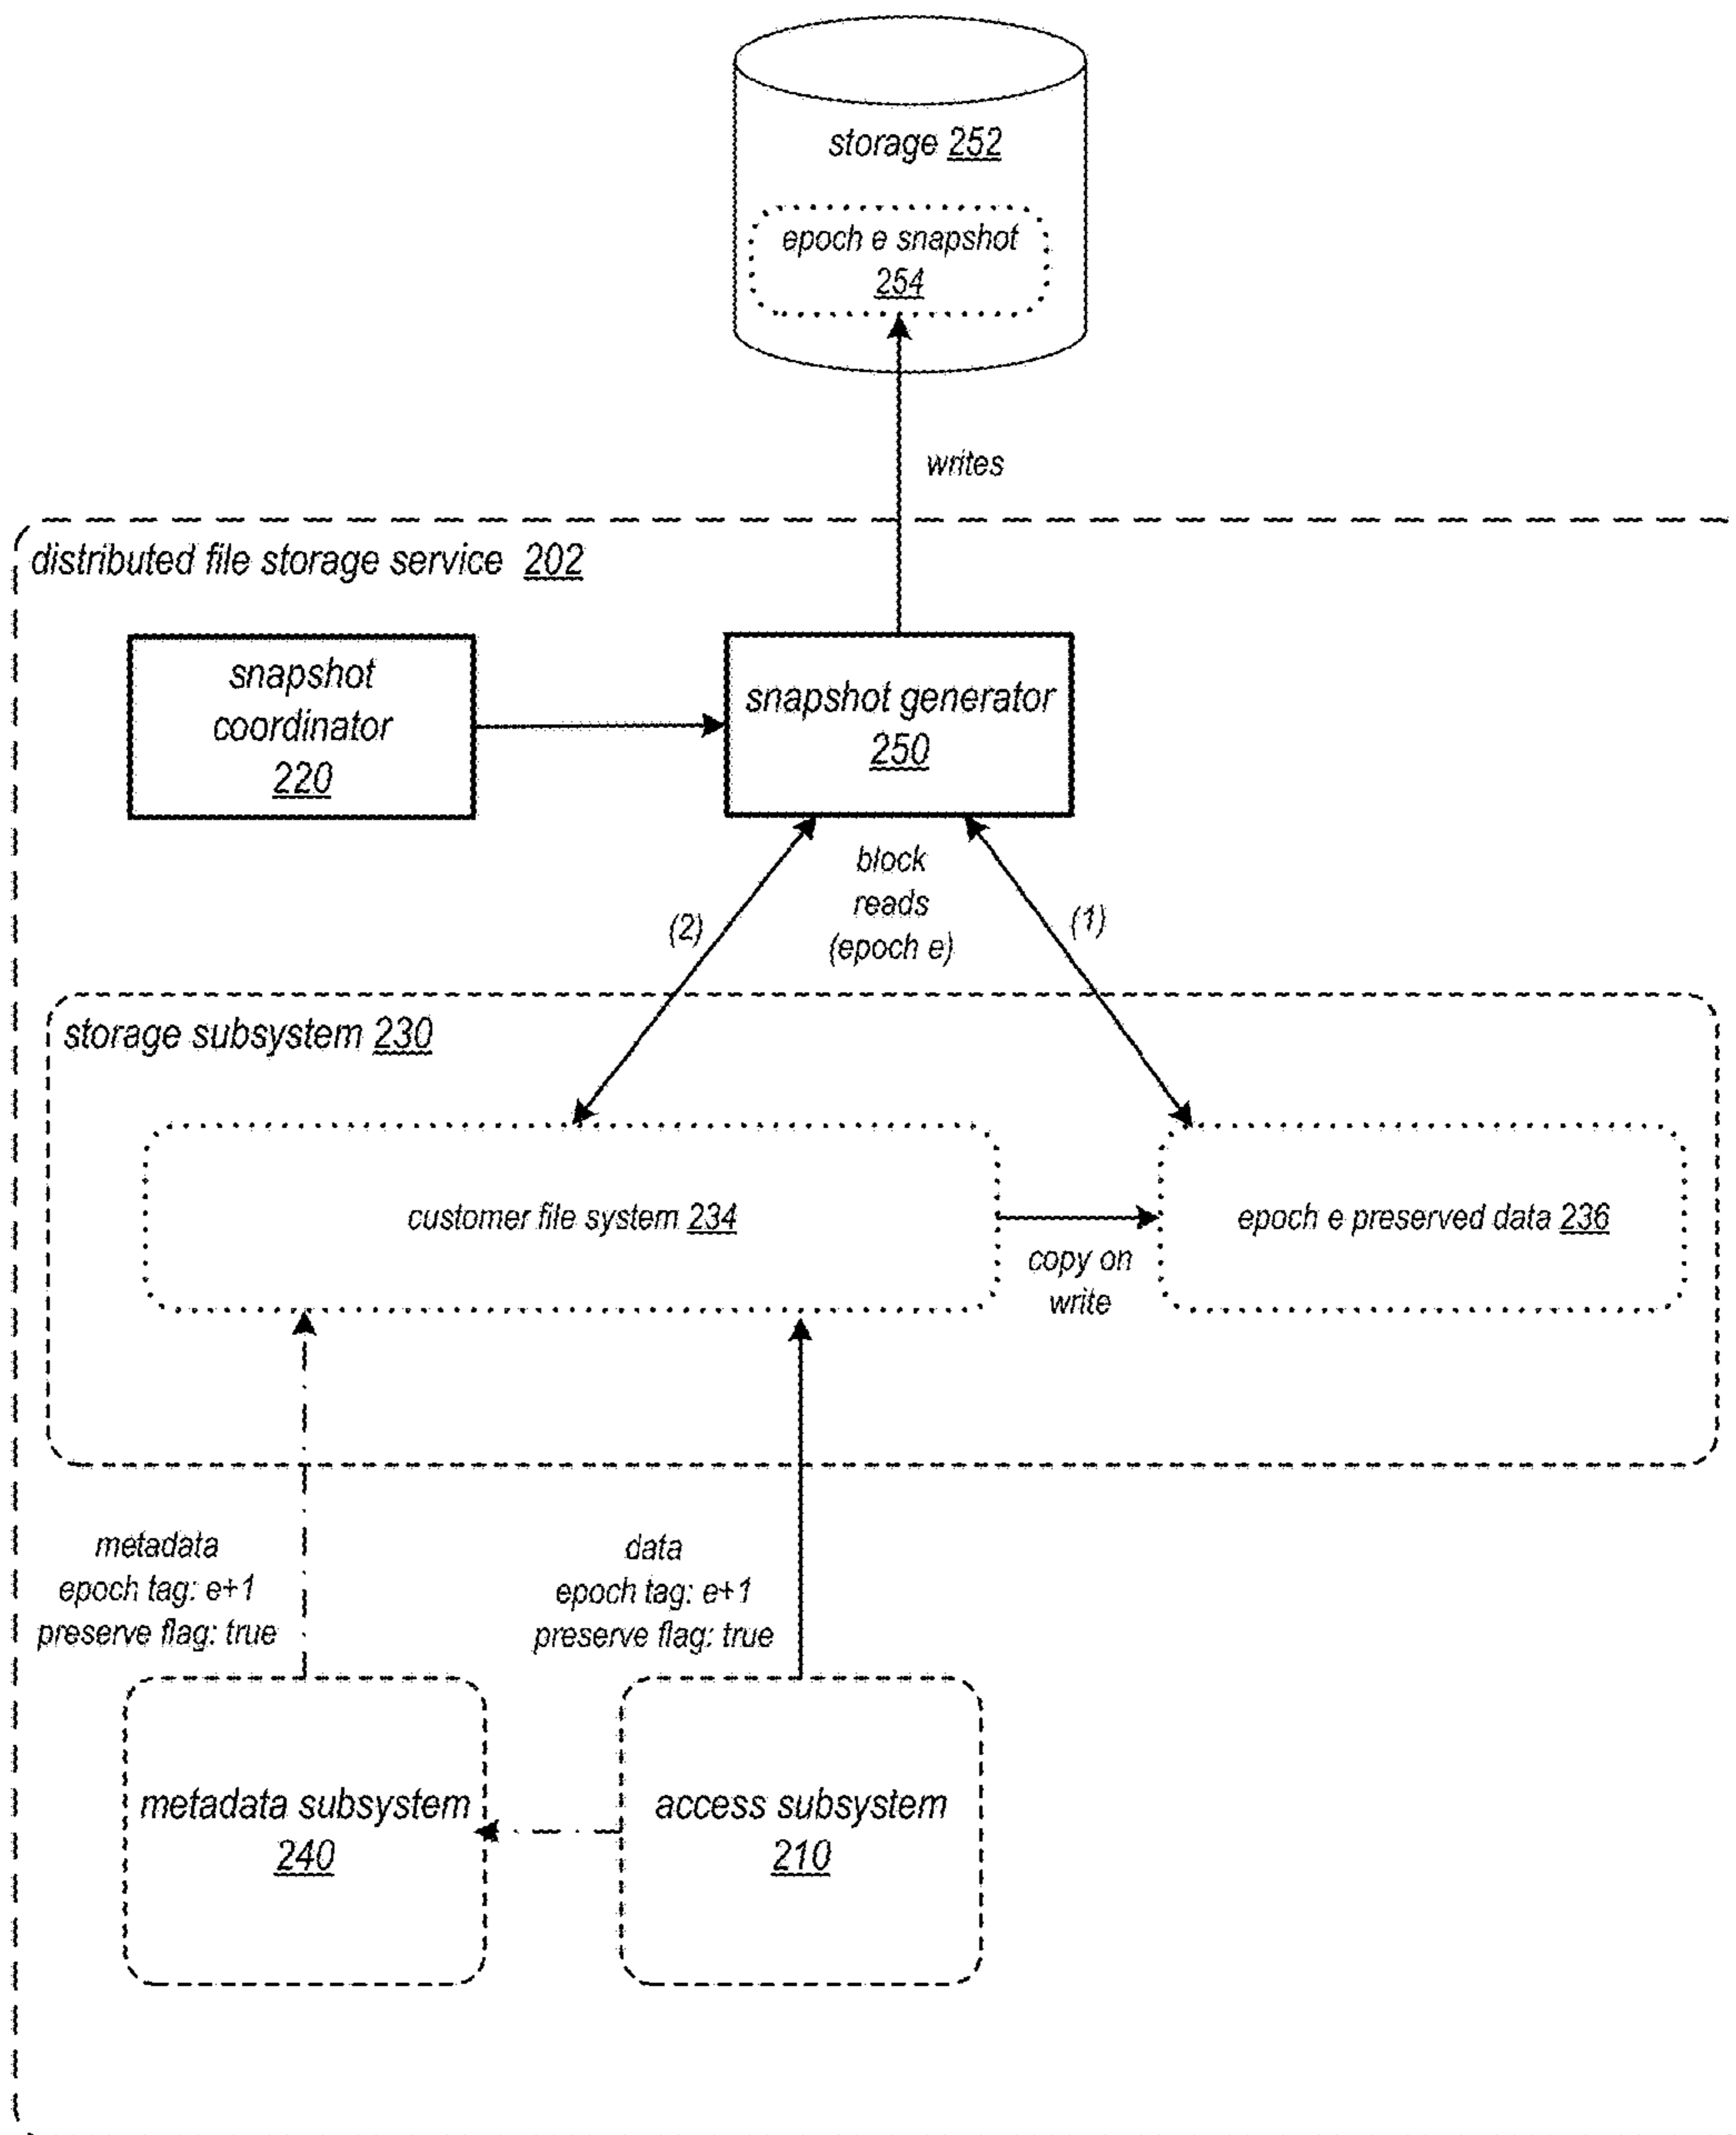 storage 252
epoch e snapshot
254
writes
distributed file storage service 202
snapshot
coordinator
220
snapshot generator
250
block
reads
(epoch e)
(2)
(1)
storage subsystem 230
customer file system 234
copy on
write
epoch e preserved data 236
metadata
epoch tag: e+1
preserve flag: true
data
epoch tag: e+1
preserve flag: true
metadata subsystem
240
access subsystem
210